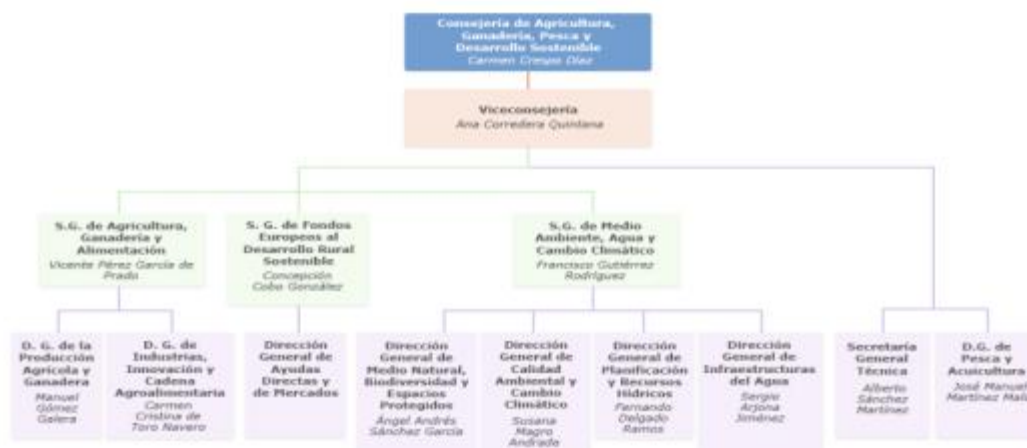 Consejería de Agricultura,
Ganadería, Pesca y
Desarrollo Sostenible
Carmen Crespo Díaz
Viceconsejería
Ana Corredera Quintana
S.G. de Agricultura,
Ganadería y
Alimentación
Vicente Pérez García de
Prado
S. G. de Fondos
Europeos al
Desarrollo Rural
Sostenible
Concepción
Cobo González
S.G. de Medio
Ambiente, Agua y
Cambio Climático
Francisco Gutiérrez
Rodríguez
D. G. de la
Producción
Agrícola y
Ganadera
Manuel
Gómez
Galera
D. G. de
Industrias,
Innovación y
Cadena
Agroalimentaria
Carmen
Cristina de
Toro Navero
Dirección
General de
Ayudas
Directas y
de Mercados
Dirección
General de
Medio Natural,
Biodiversidad y
Espacios
Protegidos
Ángel Andrés
Sánchez García
Dirección
General de
Calidad
Ambiental y
Cambio
Climático
Susana
Magro
Andrade
Dirección
General de
Planificación
y Recursos
Hídricos
Fernando
Delgado
Ramos
Dirección
General de
Infraestructuras
del Agua
Sergio
Arjona
Jiménez
Secretaría
General
Técnica
Alberto
Sánchez
Martínez
D.G. de
Pesca y
Acuicultura
José Manuel
Martínez Mala